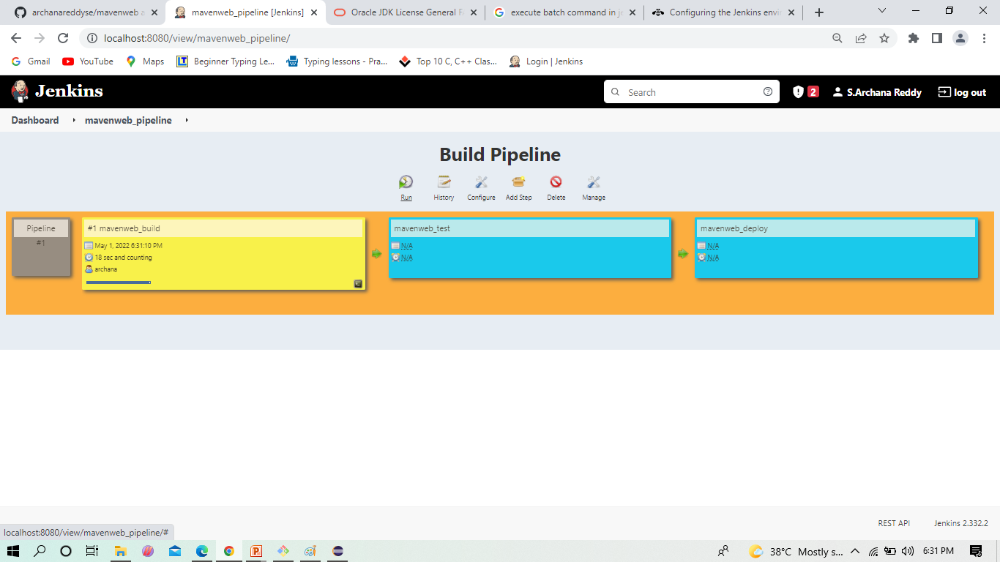 archanareddyse/mavenweb a
mavenweb_pipeline [Jenkins]
Oracle JDK License General F
execute batch command in je
Configuring the Jenkins envir
localhost:8080/view/mavenweb_pipeline/
Gmail
YouTube
Maps
Beginner Typing Le...
Typing lessons - Pra...
Top 10 C, C++ Clas...
Login | Jenkins
Jenkins
Search
2
S.Archana Reddy
log out
Dashboard
mavenweb_pipeline
Build Pipeline
Run
History
Configure
Add Step
Delete
Manage
Pipeline
#1
#1 mavenweb_build
May 1, 2022 6:31:10 PM
18 sec and counting
archana
mavenweb_test
N/A
N/A
mavenweb_deploy
N/A
N/A
REST API
Jenkins 2.332.2
localhost:8080/view/mavenweb_pipeline/#
38°C Mostly s...
6:31 PM